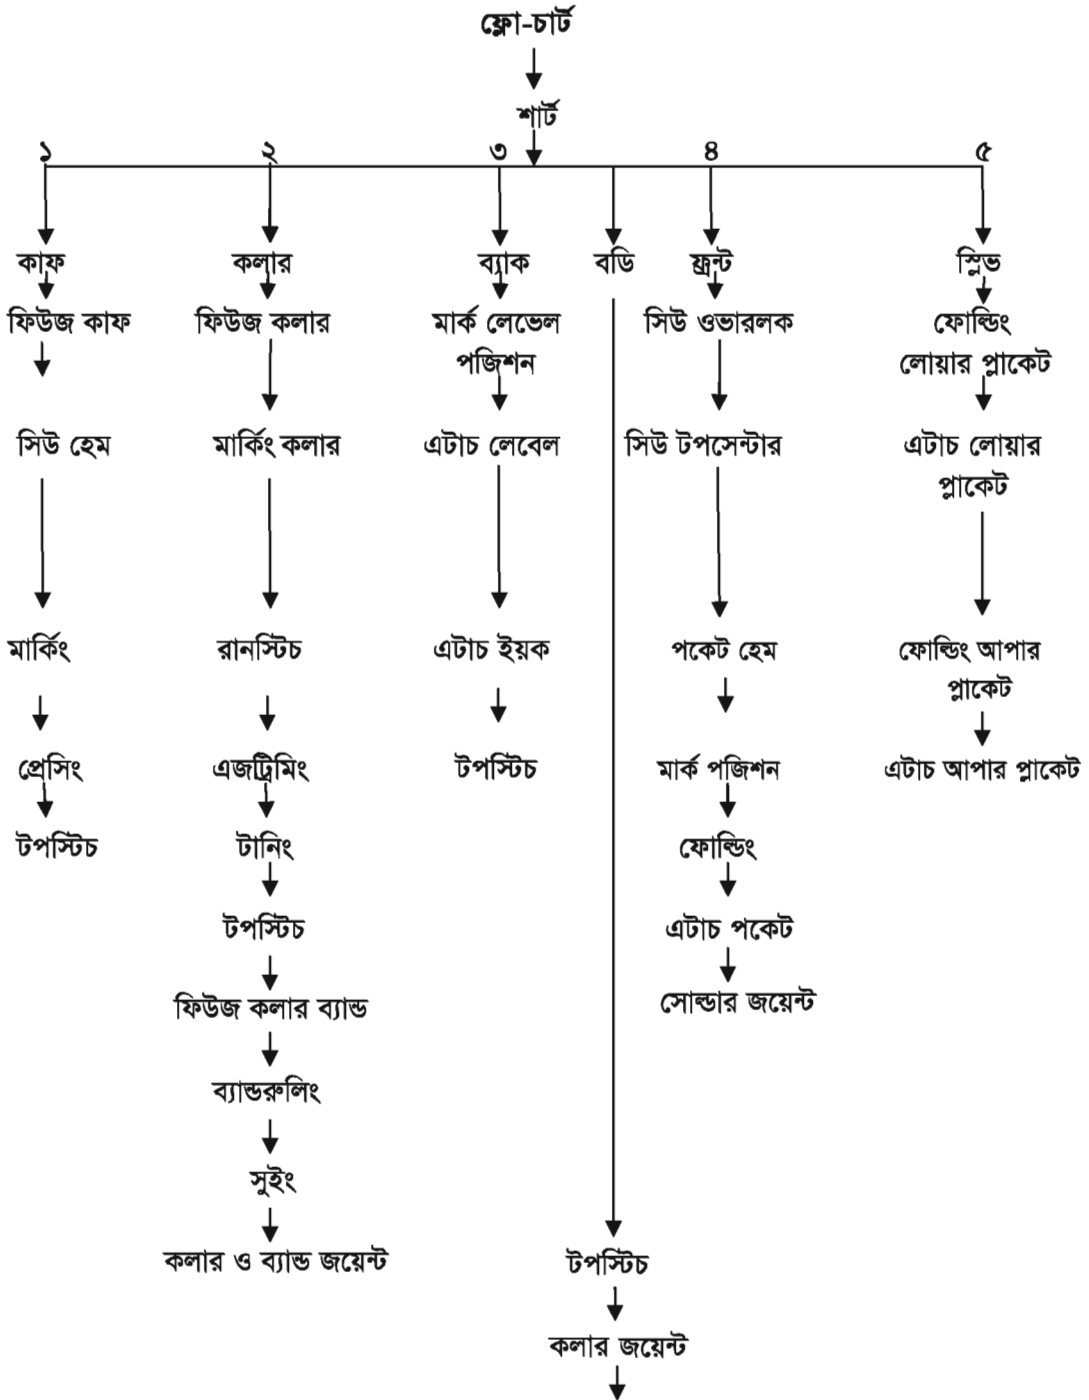 ফ্লো-চার্ট
শার্ট
১ ২ ৩ ৪ ৫
কাফ কলার ব্যাক বডি ফ্রন্ট স্লিভ
ফিউজ কাফ ফিউজ কলার মার্ক লেভেল সিউ ওভারলক ফোল্ডিং
পজিশন লোয়ার প্লাকেট
সিউ হেম মার্কিং কলার এটাচ লেবেল সিউ টপসেন্টার এটাচ লোয়ার
প্লাকেট
মার্কিং রানস্টিচ এটাচ ইয়ক পকেট হেম ফোল্ডিং আপার
প্লাকেট
প্রেসিং এজট্রিমিং টপস্টিচ মার্ক পজিশন এটাচ আপার প্লাকেট
টপস্টিচ টানিং ফোল্ডিং
টপস্টিচ এটাচ পকেট
ফিউজ কলার ব্যান্ড সোল্ডার জয়েন্ট
ব্যান্ডরুলিং
সুইং
কলার ও ব্যান্ড জয়েন্ট টপস্টিচ
কলার জয়েন্ট